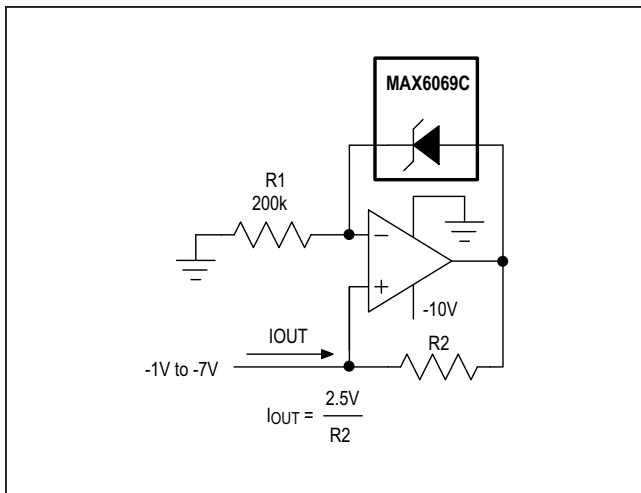 MAX6069C
R1
200k
−
+
-10V
IOUT
R2
-1V to -7V
IOUT = 2.5V
R2